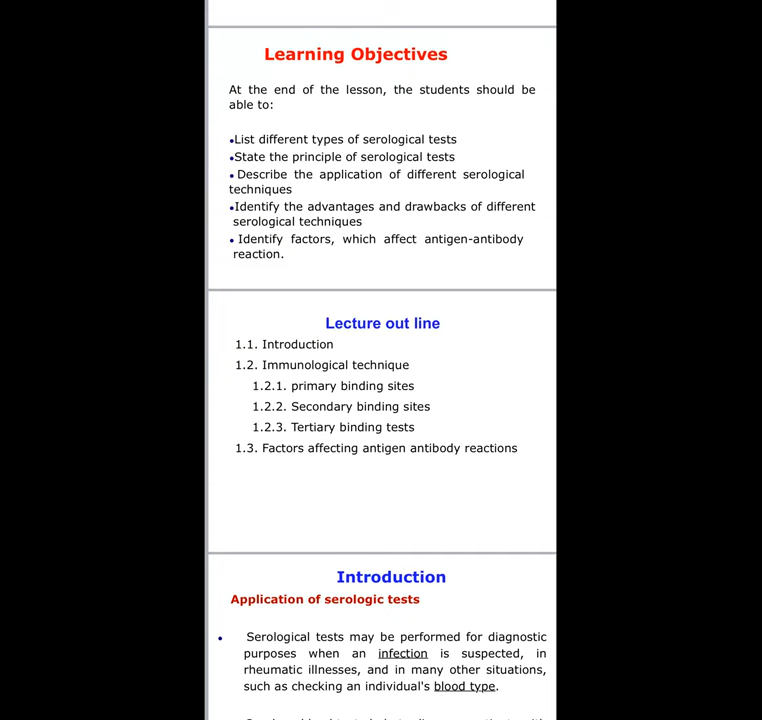 Learning Objectives
At the end of the lesson, the students should be
able to:
•List different types of serological tests
•State the principle of serological tests
• Describe the application of different serological
techniques
•Identify the advantages and drawbacks of different
serological techniques
• Identify factors, which affect antigen-antibody
reaction.
Lecture out line
1.1. Introduction
1.2. Immunological technique
1.2.1. primary binding sites
1.2.2. Secondary binding sites
1.2.3. Tertiary binding tests
1.3. Factors affecting antigen antibody reactions
Introduction
Application of serologic tests
• Serological tests may be performed for diagnostic
purposes when an infection is suspected, in
rheumatic illnesses, and in many other situations,
such as checking an individual's blood type.